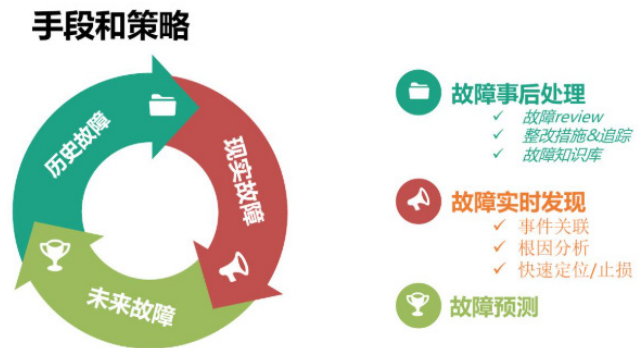 手段和策略
历史故障
现实故障
未来故障
故障事后处理
✓ 故障review
✓ 整改措施&追踪
✓ 故障知识库
故障实时发现
✓ 事件关联
✓ 根因分析
✓ 快速定位/止损
故障预测